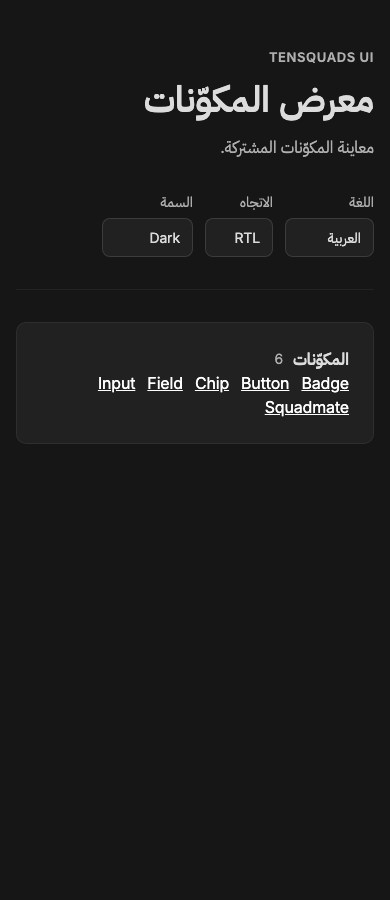 TENSQUADS UI
معرض المكوّنات
معاينة المكوّنات المشتركة.
اللغة الاتجاه السمة
العربية RTL Dark
المكوّنات 6
Badge Button Chip Field Input
Squadmate